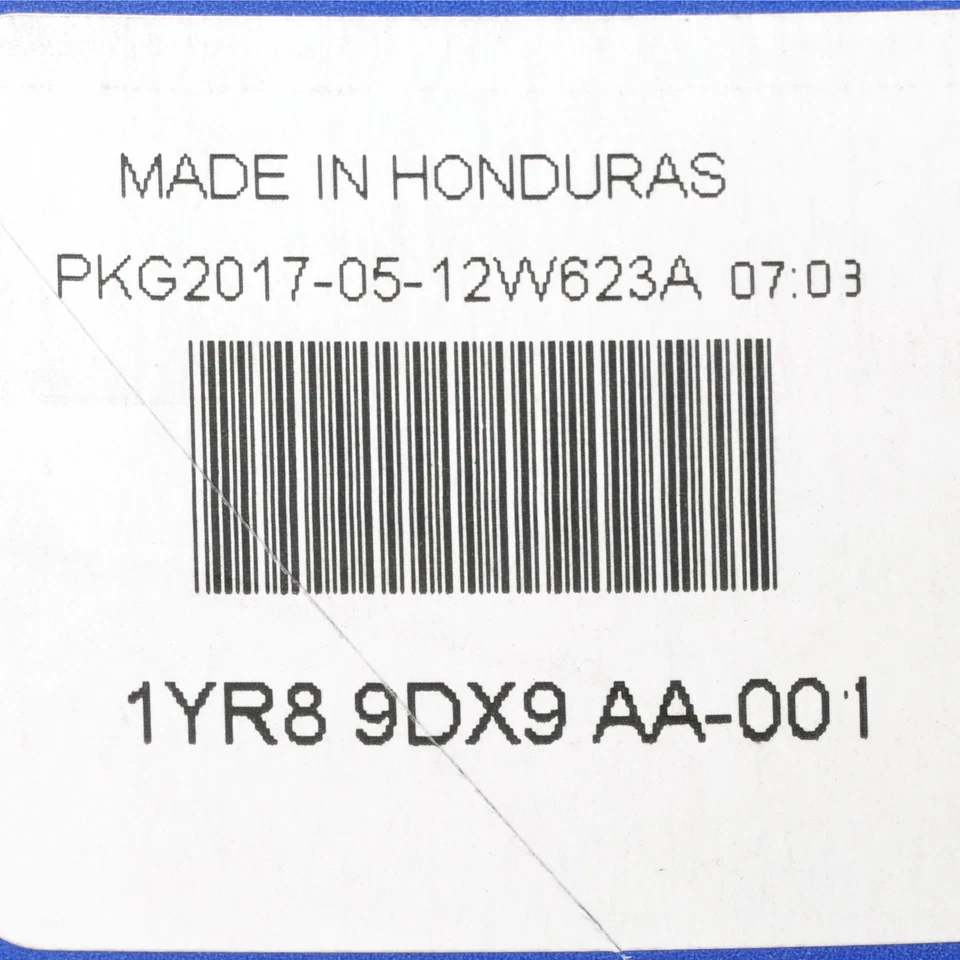 MADE IN HONDURAS
PKG2017-05-12W623A 07:03
1YR8 9DX9 AA-001